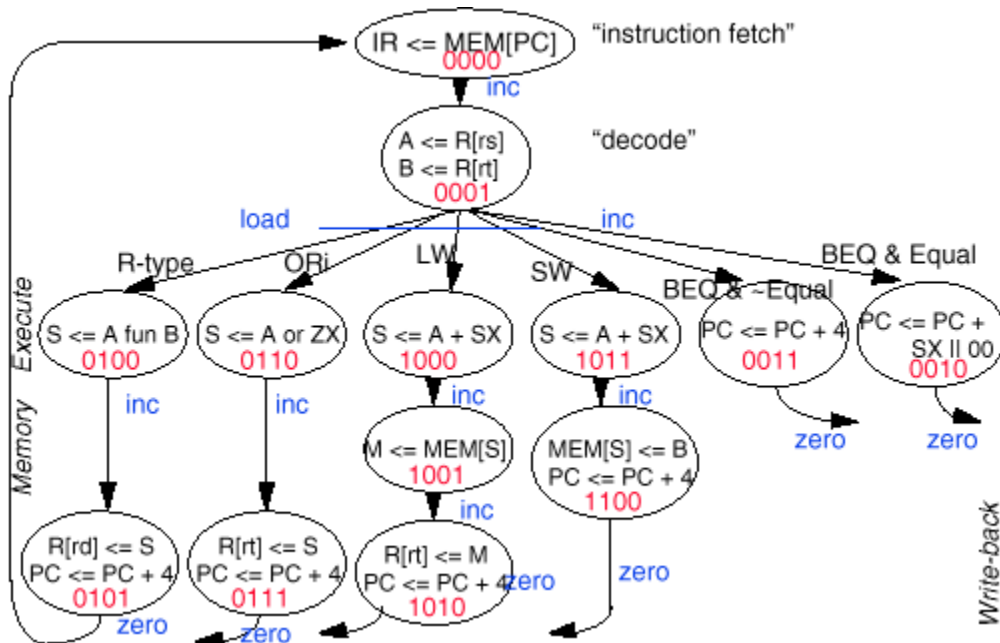 IR <= MEM[PC]
0000
"instruction fetch"
inc
A <= R[rs]
B <= R[rt]
0001
"decode"
load
inc
R-type
ORi
LW
SW
BEQ & ~Equal
BEQ & Equal
Execute
S <= A fun B
0100
S <= A or ZX
0110
S <= A + SX
1000
S <= A + SX
1011
PC <= PC + 4
0011
PC <= PC +
SX || 00
0010
inc
inc
inc
inc
zero
zero
Memory
M <= MEM[S]
1001
MEM[S] <= B
PC <= PC + 4
1100
inc
zero
Write-back
R[rd] <= S
PC <= PC + 4
0101
R[rt] <= S
PC <= PC + 4
0111
R[rt] <= M
PC <= PC + 4
1010
zero
zero
zero